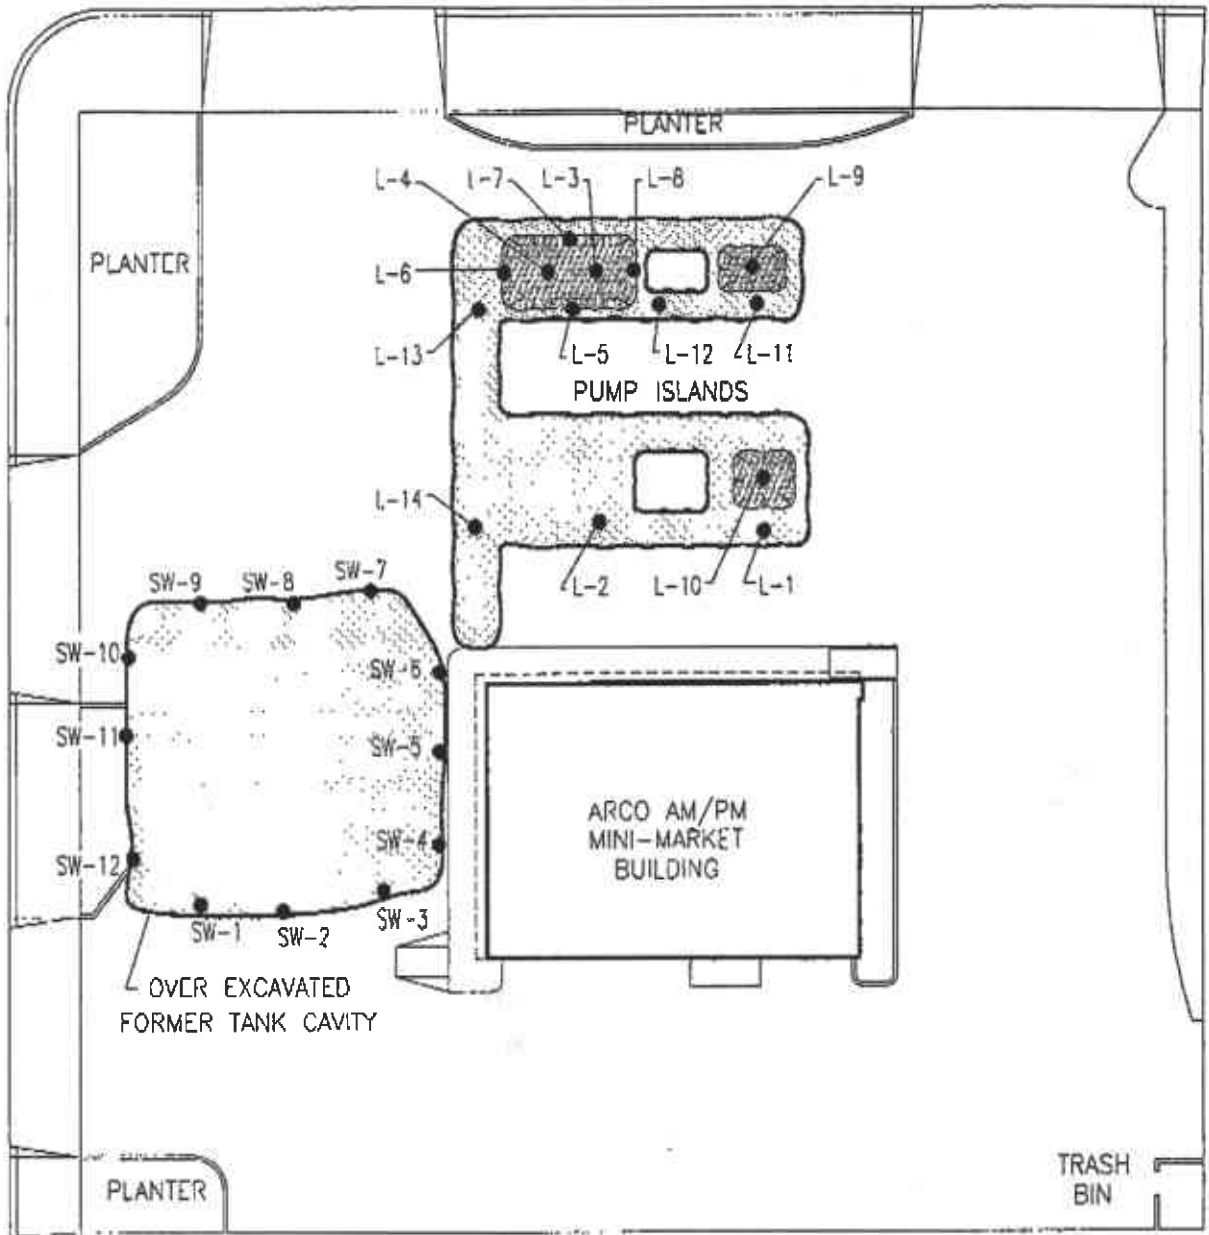 PLANTER
L-4
L-7
L-3
L-8
L-9
PLANTER
L-6
L-13
L-5
L-12
L-11
PUMP ISLANDS
L-14
L-2
L-10
L-1
SW-9
SW-8
SW-7
SW-10
SW-6
SW-11
SW-5
SW-4
SW-12
SW-1
SW-2
SW-3
ARCO AM/PM
MINI-MARKET
BUILDING
OVER EXCAVATED
FORMER TANK CAVITY
PLANTER
TRASH
BIN